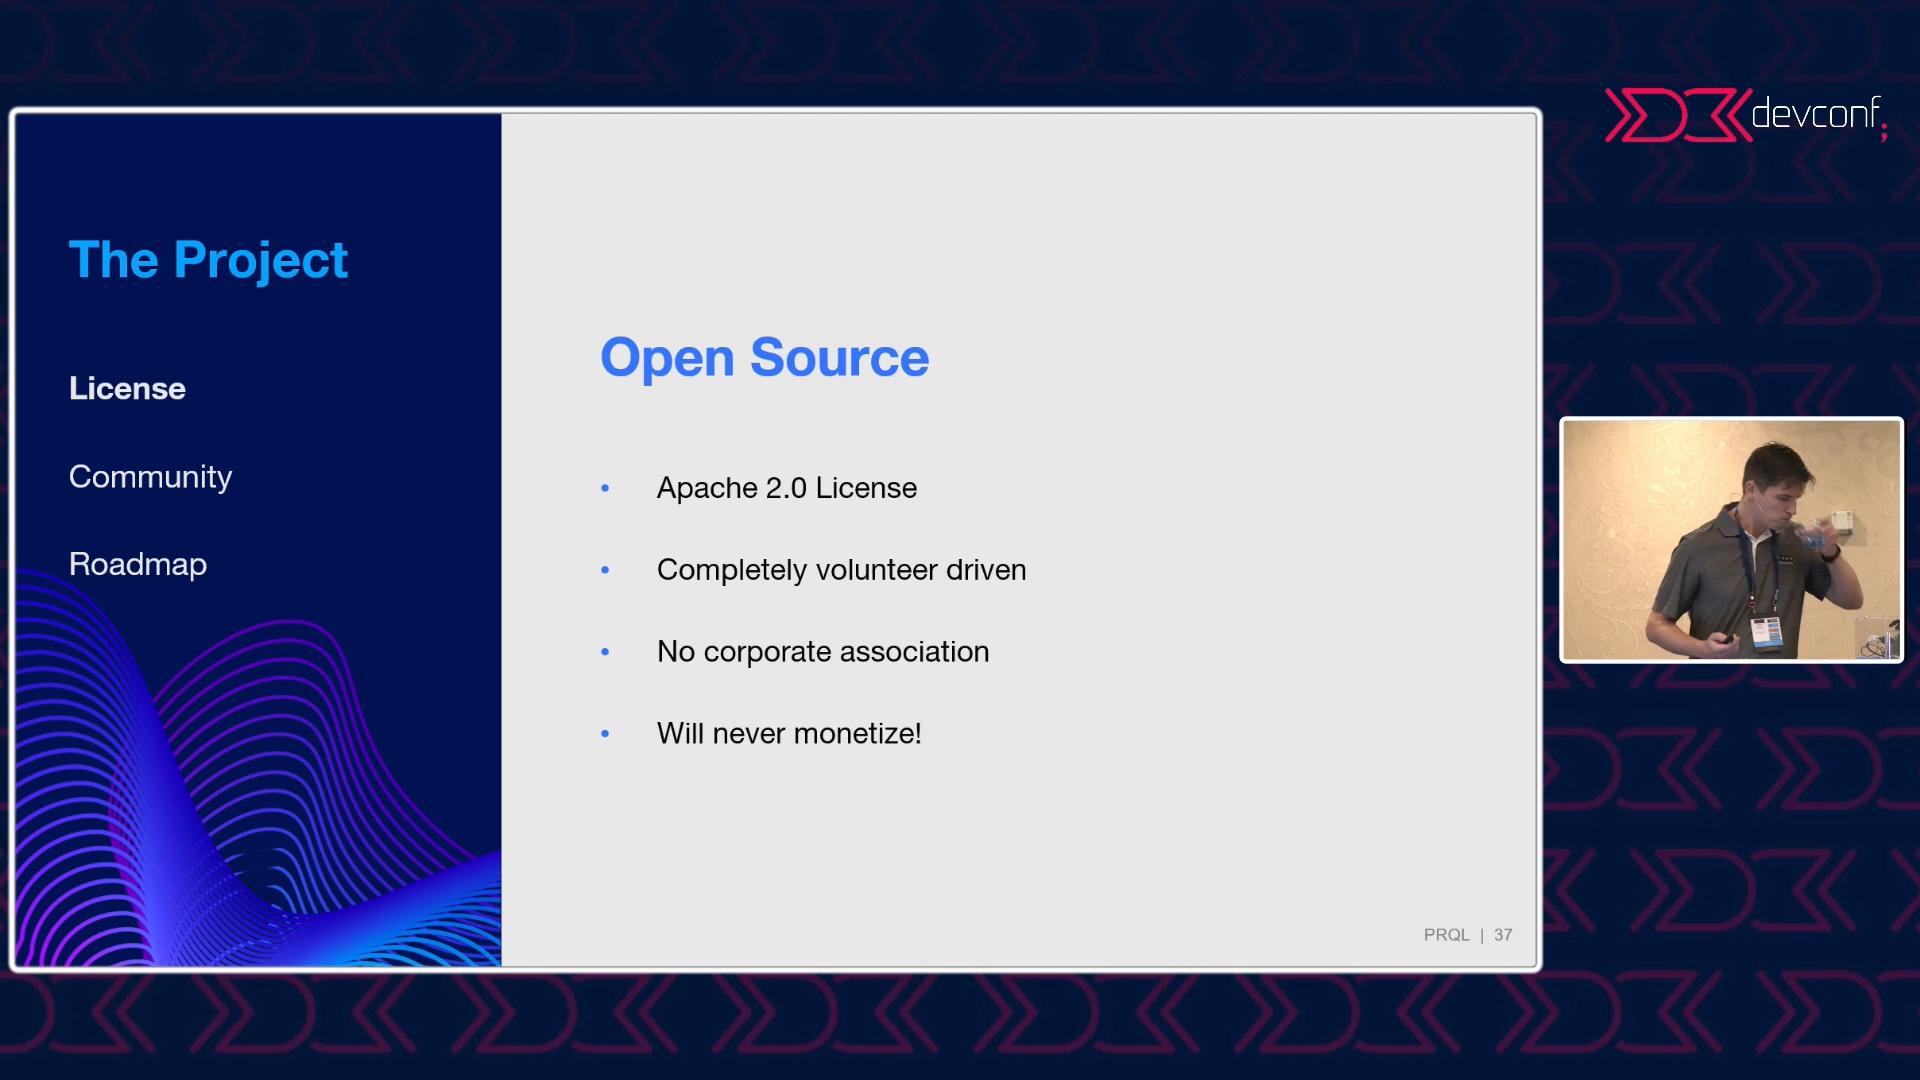 devconf;
The Project
License
Community
Roadmap
Open Source
• Apache 2.0 License
• Completely volunteer driven
• No corporate association
• Will never monetize!
PRQL | 37